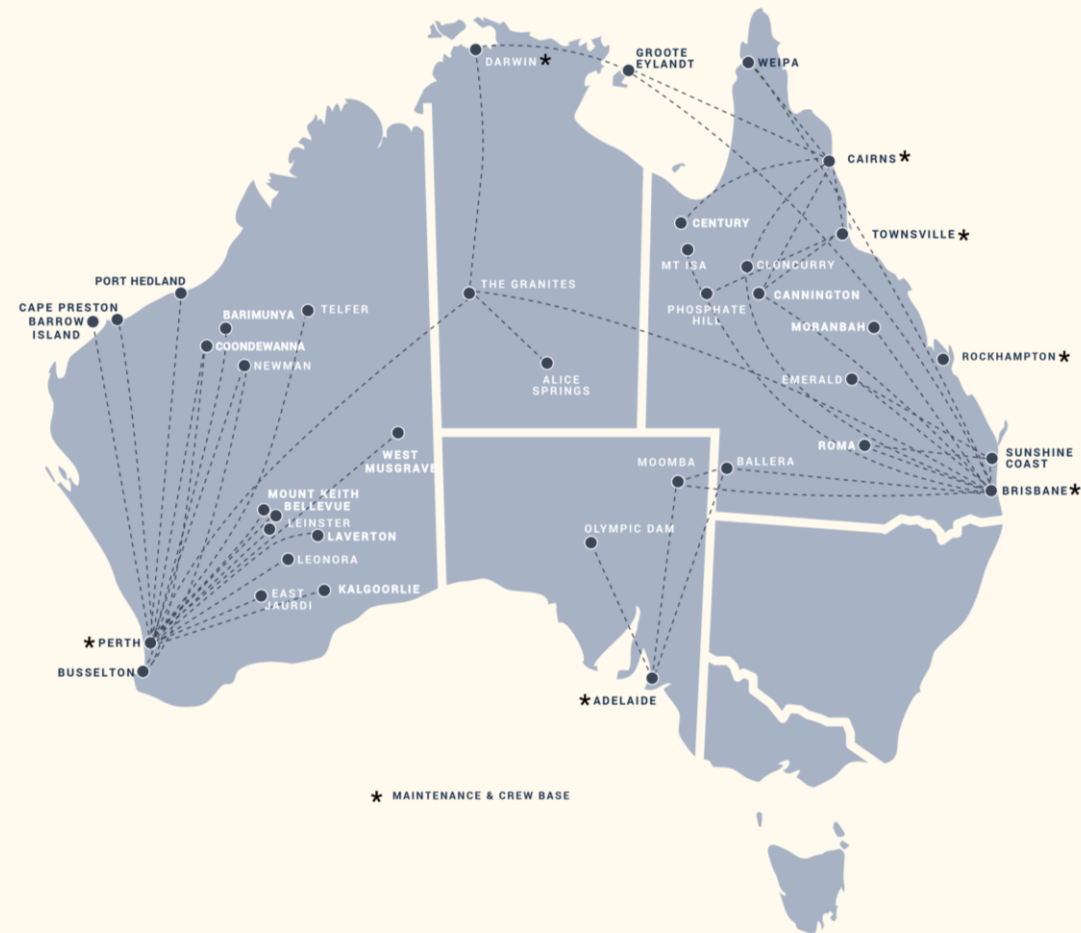 GROOTE
EYLANDT
DARWIN *
WEIPA
CAIRNS *
CENTURY
TOWNSVILLE *
MT ISA
CLONCURRY
PORT HEDLAND
THE GRANITES
CANNINGTON
CAPE PRESTON
TELFER
PHOSPHATE
HILL
BARROW
ISLAND
BARIMUNYA
MORANBAH
COONDEWANNA
ROCKHAMPTON *
NEWMAN
ALICE
SPRINGS
EMERALD
ROMA
SUNSHINE
COAST
WEST
MUSGRAVE
MOOMBA
BALLERA
BRISBANE *
MOUNT KEITH
BELLEVUE
LEINSTER
OLYMPIC DAM
LAVERTON
LEONORA
KALGOORLIE
EAST
JAURDI
* PERTH
BUSSELTON
* ADELAIDE
* MAINTENANCE & CREW BASE